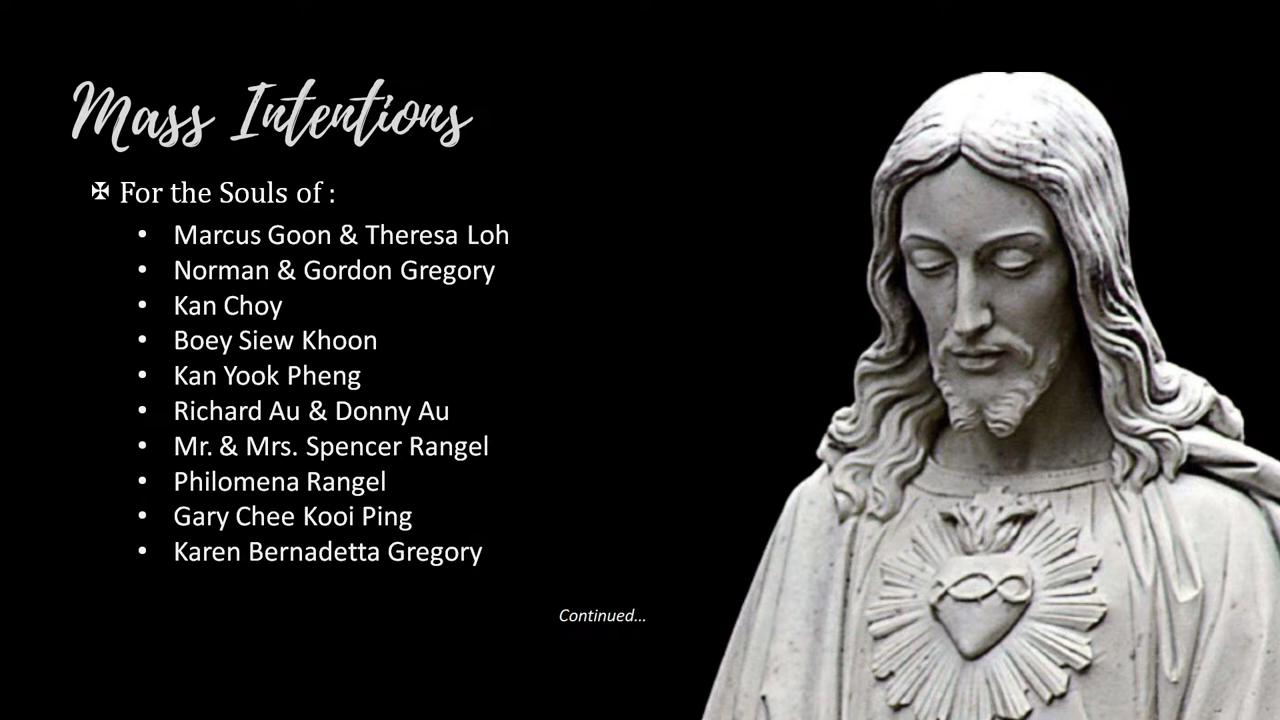 Mass Intentions
✠ For the Souls of :
• Marcus Goon & Theresa Loh
• Norman & Gordon Gregory
• Kan Choy
• Boey Siew Khoon
• Kan Yook Pheng
• Richard Au & Donny Au
• Mr. & Mrs. Spencer Rangel
• Philomena Rangel
• Gary Chee Kooi Ping
• Karen Bernadetta Gregory
Continued...